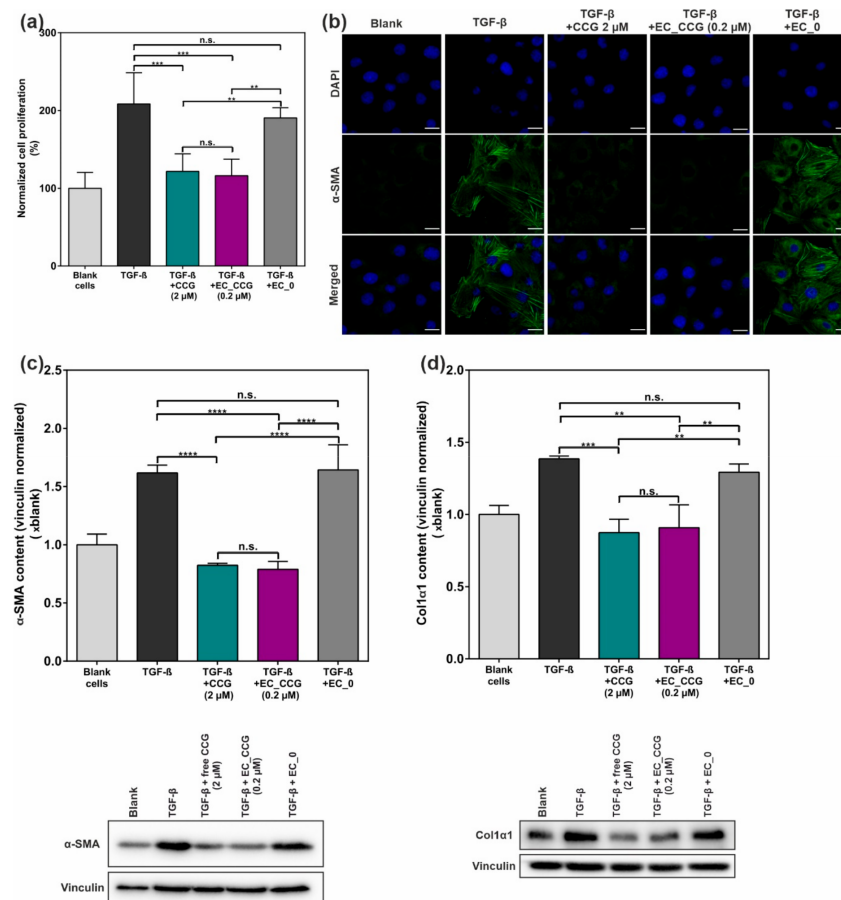 (a)
n.s.
***
***
**
**
n.s.
200
150
100
50
0
Normalized cell proliferation
(%)
Blank
cells
TGF-ß
TGF-ß
+CCG
(2 µM)
TGF-ß
+EC_CCG
(0.2 µM)
TGF-ß
+EC_0
(b)
Blank
TGF-β
TGF-β
+CCG 2 µM
TGF-β
+EC_CCG (0.2 µM)
TGF-β
+EC_0
DAPI
α-SMA
Merged
(c)
n.s.
****
****
****
****
n.s.
2.5
2.0
1.5
1.0
0.5
0.0
α-SMA content (vinculin normalized)
( xblank)
Blank
cells
TGF-ß
TGF-ß
+CCG
(2 µM)
TGF-ß
+EC_CCG
(0.2 µM)
TGF-ß
+EC_0
(d)
n.s.
**
**
***
**
n.s.
2.0
1.5
1.0
0.5
0.0
Col1α1 content (vinculin normalized)
( xblank)
Blank
cells
TGF-ß
TGF-ß
+CCG
(2 µM)
TGF-ß
+EC_CCG
(0.2 µM)
TGF-ß
+EC_0
Blank
TGF-β
TGF-β + free CCG
(2 µM)
TGF-β + EC_CCG
(0.2 µM)
TGF-β + EC_0
α-SMA
Vinculin
Blank
TGF-β
TGF-β + free CCG
(2 µM)
TGF-β + EC_CCG
(0.2 µM)
TGF-β + EC_0
Col1α1
Vinculin